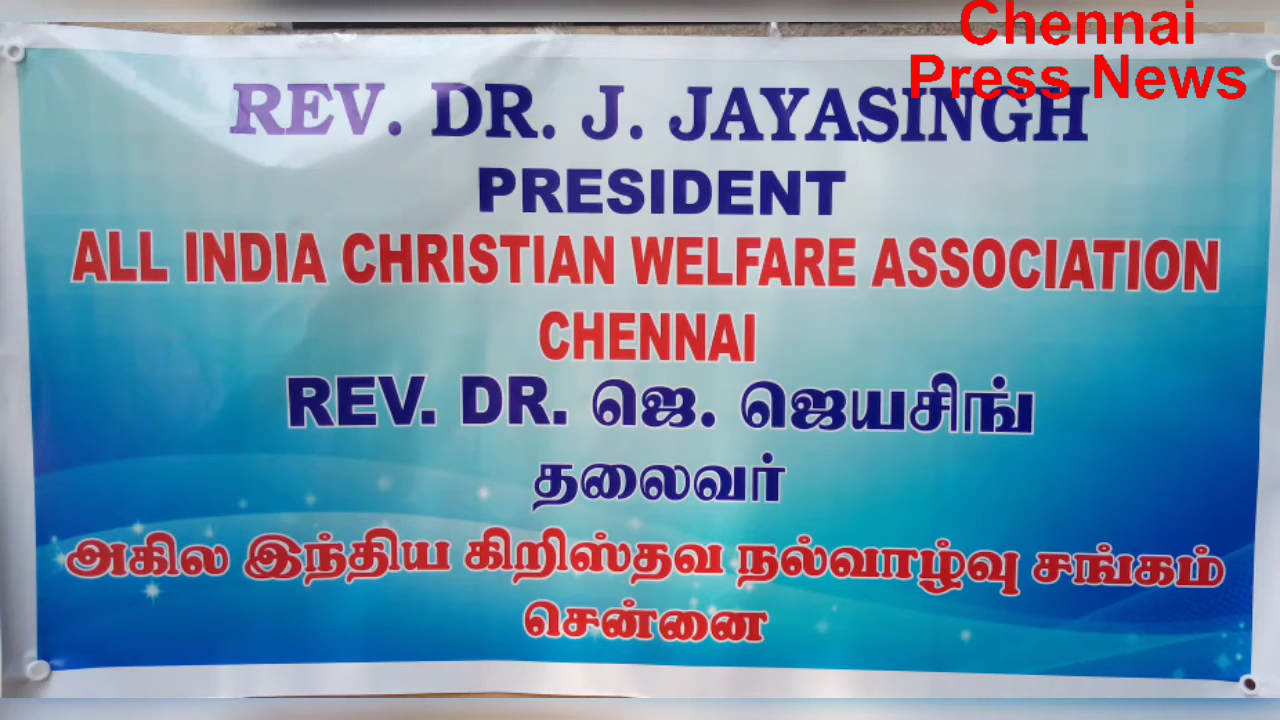 Chennai
Press News
REV. DR. J. JAYASINGH
PRESIDENT
ALL INDIA CHRISTIAN WELFARE ASSOCIATION
CHENNAI
REV. DR. ஜெ. ஜெயசிங்
தலைவர்
அகில இந்திய கிறிஸ்தவ நல்வாழ்வு சங்கம்
சென்னை